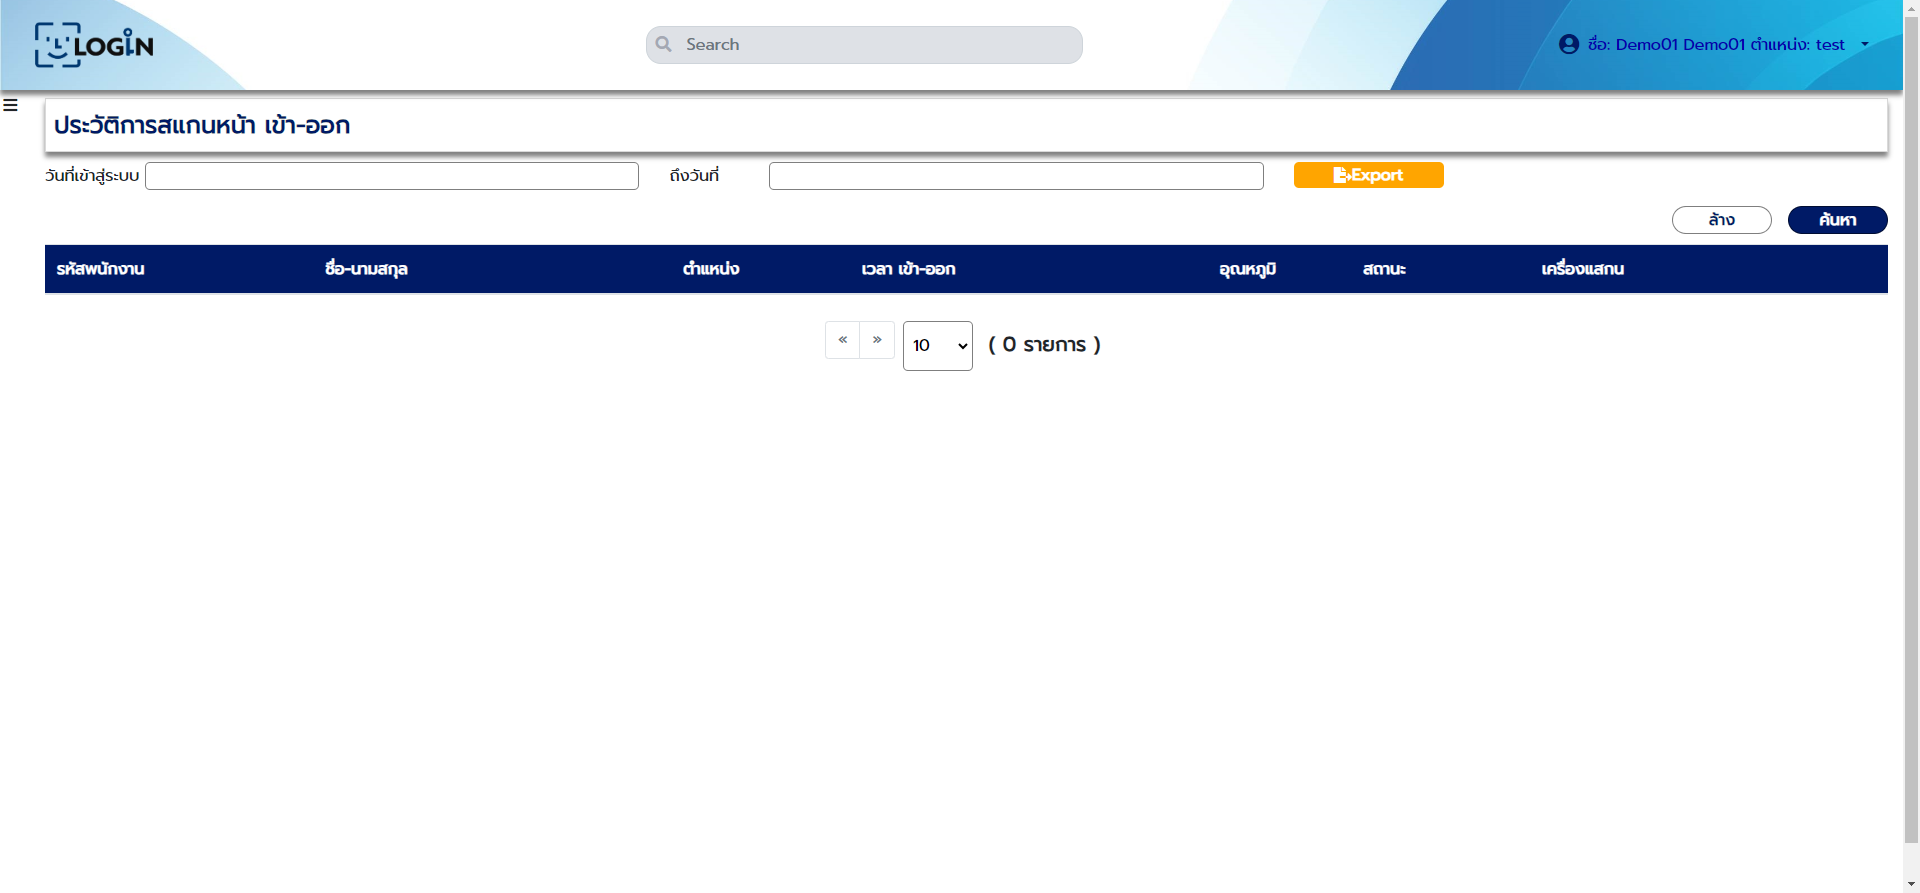 LOGIN
Search
ชื่อ: Demo01 Demo01 ตำแหน่ง: test
ประวัติการสแกนหน้า เข้า-ออก
วันที่เข้าสู่ระบบ ถึงวันที่ Export
ล้าง ค้นหา
รหัสพนักงาน ชื่อ-นามสกุล ตำแหน่ง เวลา เข้า-ออก อุณหภูมิ สถานะ เครื่องแสกน
« » 10 ( 0 รายการ )